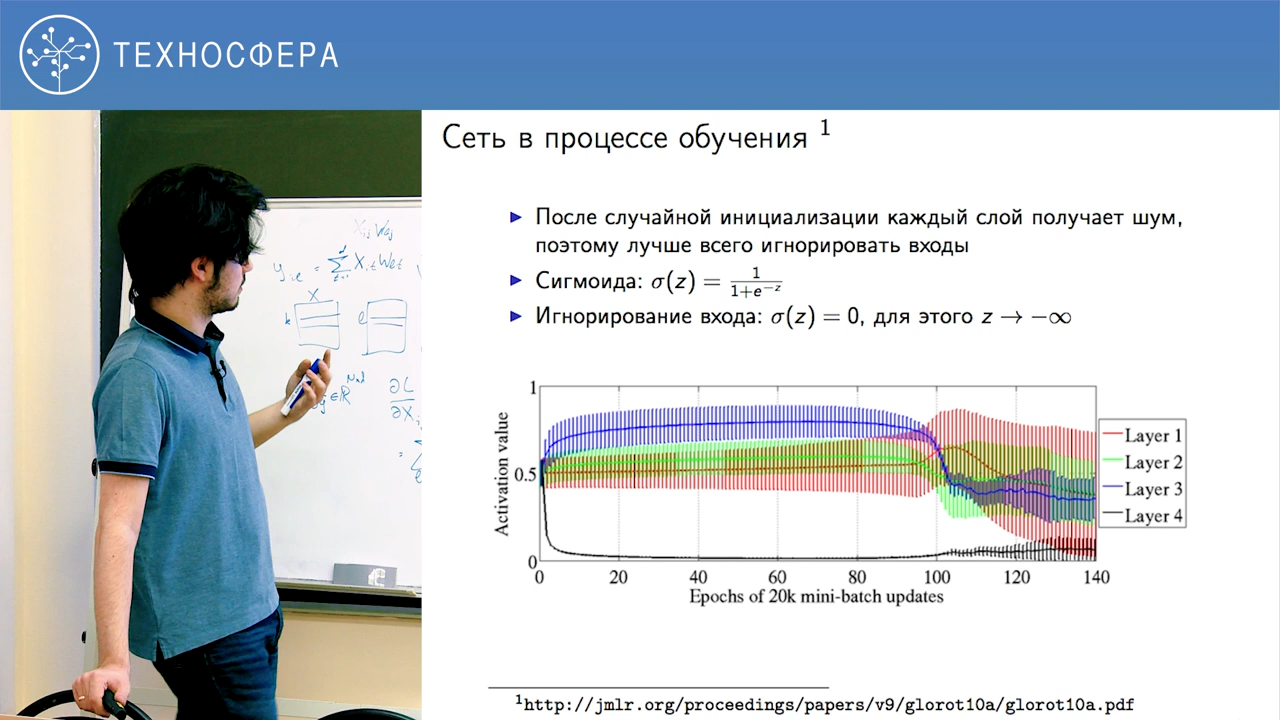 ТЕХНОСФЕРА
Сеть в процессе обучения ¹
После случайной инициализации каждый слой получает шум,
поэтому лучше всего игнорировать входы
Сигмоида: σ(z) = 1/(1+e^{-z})
Игнорирование входа: σ(z) = 0, для этого z → −∞
1
0.5
0
Activation value
Layer 1
Layer 2
Layer 3
Layer 4
0 20 40 60 80 100 120 140
Epochs of 20k mini-batch updates
¹http://jmlr.org/proceedings/papers/v9/glorot10a/glorot10a.pdf
X
∂L